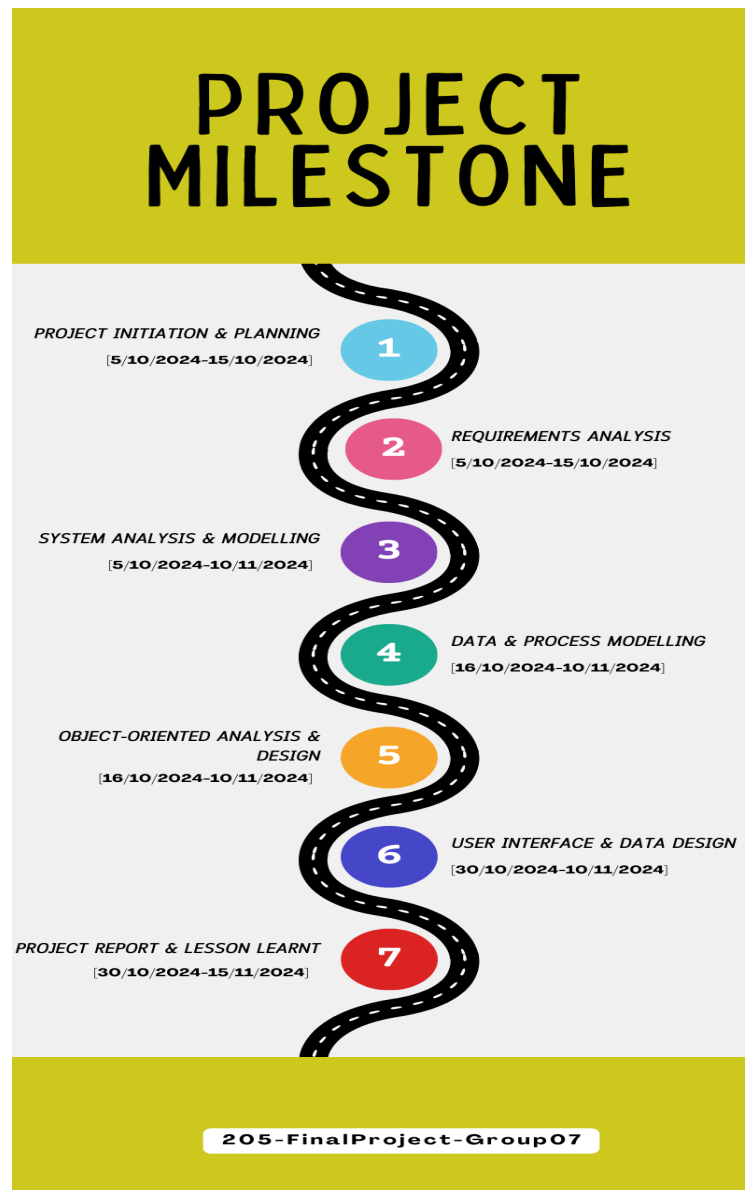 PROJECT
MILESTONE
PROJECT INITIATION & PLANNING
[5/10/2024-15/10/2024]
1
2
REQUIREMENTS ANALYSIS
[5/10/2024-15/10/2024]
SYSTEM ANALYSIS & MODELLING
[5/10/2024-10/11/2024]
3
4
DATA & PROCESS MODELLING
[16/10/2024-10/11/2024]
OBJECT-ORIENTED ANALYSIS &
DESIGN
[16/10/2024-10/11/2024]
5
6
USER INTERFACE & DATA DESIGN
[30/10/2024-10/11/2024]
PROJECT REPORT & LESSON LEARNT
[30/10/2024-15/11/2024]
7
205-FinalProject-Group07